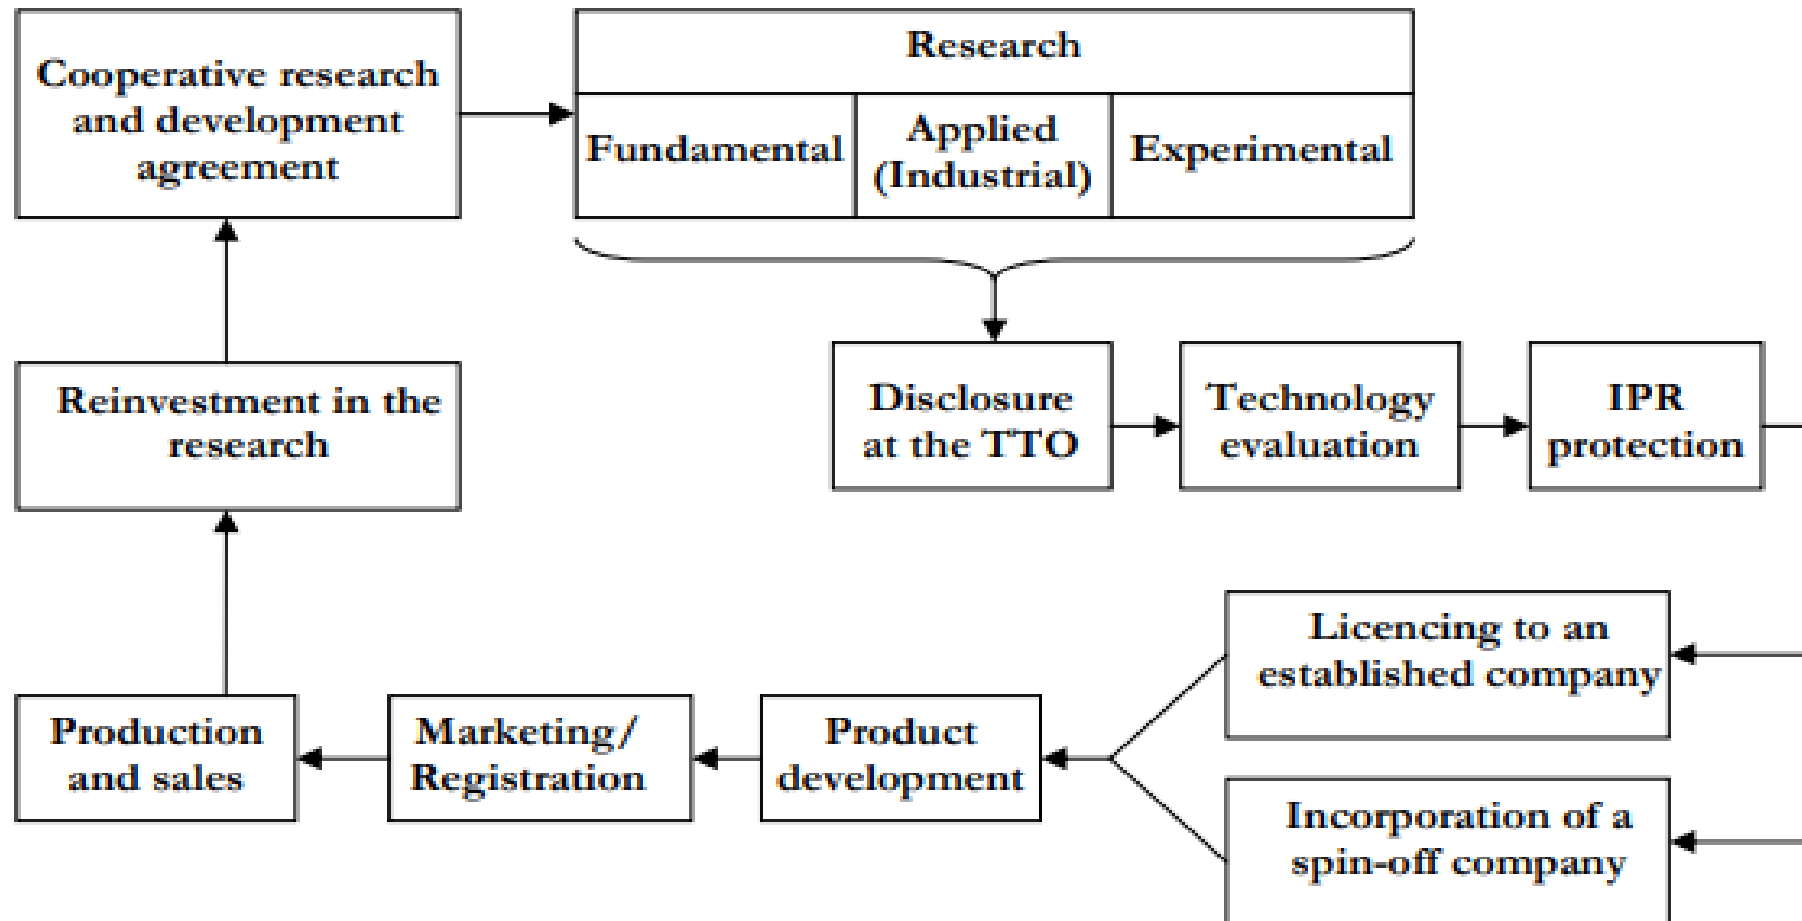 Cooperative research
and development
agreement
Research
Fundamental
Applied
(Industrial)
Experimental
Disclosure
at the TTO
Technology
evaluation
IPR
protection
Reinvestment in the
research
Licencing to an
established company
Incorporation of a
spin-off company
Product
development
Marketing/
Registration
Production
and sales